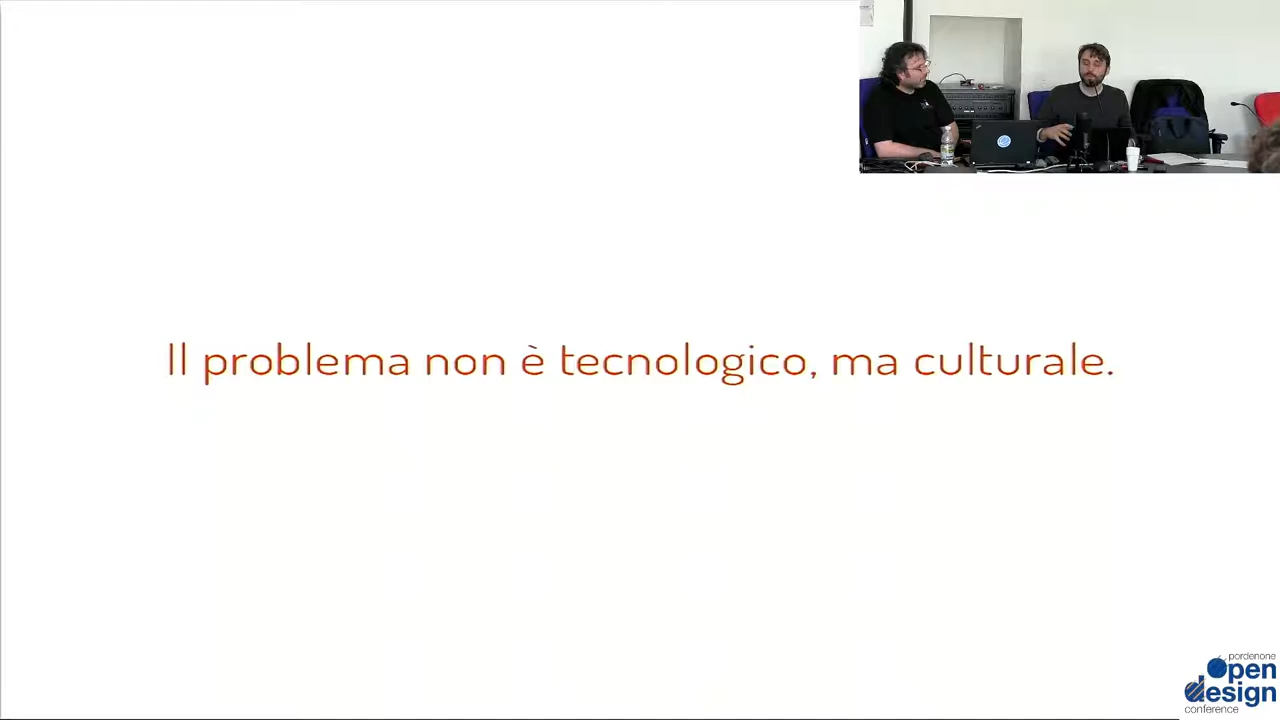 Il problema non è tecnologico, ma culturale.
pordenone
open
design
conference